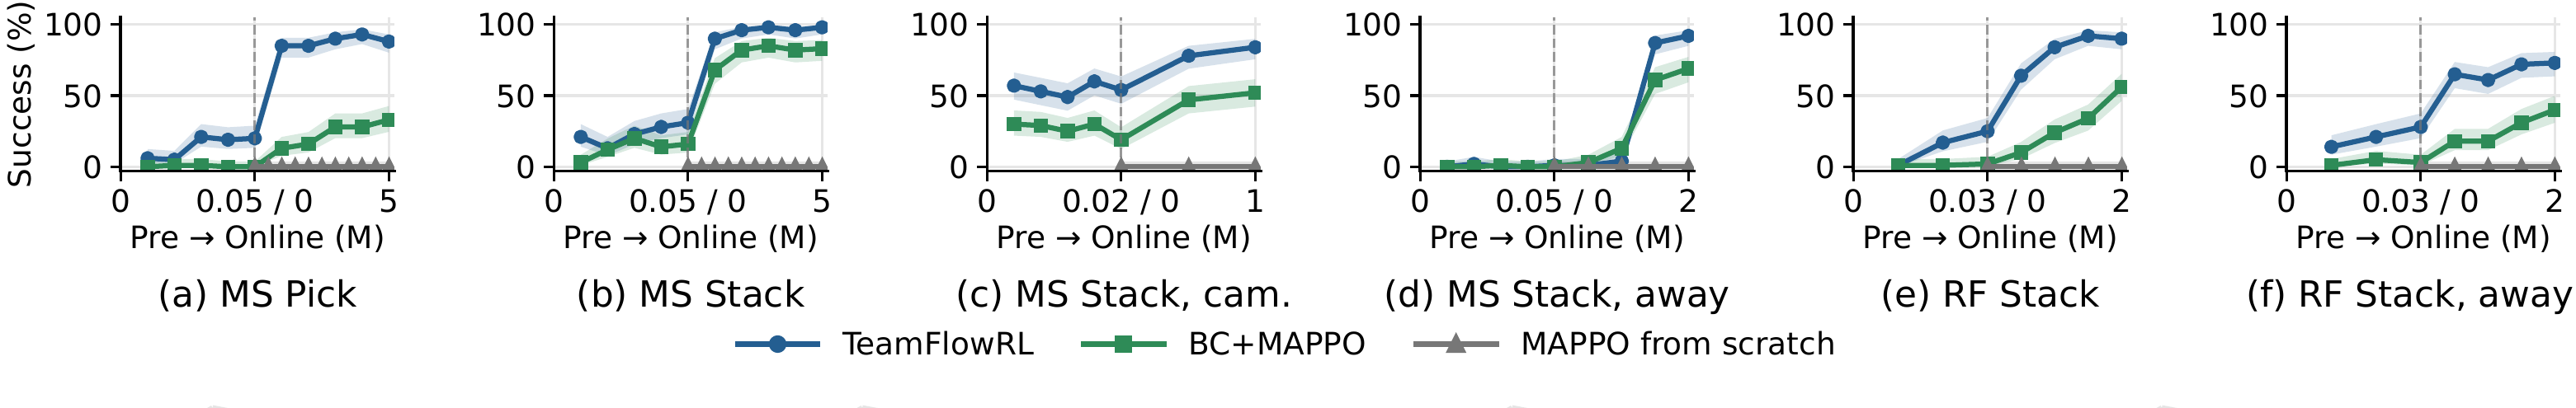 Success (%)
100
50
0
0
0.05 / 0
5
Pre → Online (M)
(a) MS Pick
100
50
0
0
0.05 / 0
5
Pre → Online (M)
(b) MS Stack
100
50
0
0
0.02 / 0
1
Pre → Online (M)
(c) MS Stack, cam.
100
50
0
0
0.05 / 0
2
Pre → Online (M)
(d) MS Stack, away
100
50
0
0
0.03 / 0
2
Pre → Online (M)
(e) RF Stack
100
50
0
0
0.03 / 0
2
Pre → Online (M)
(f) RF Stack, away
TeamFlowRL
BC+MAPPO
MAPPO from scratch